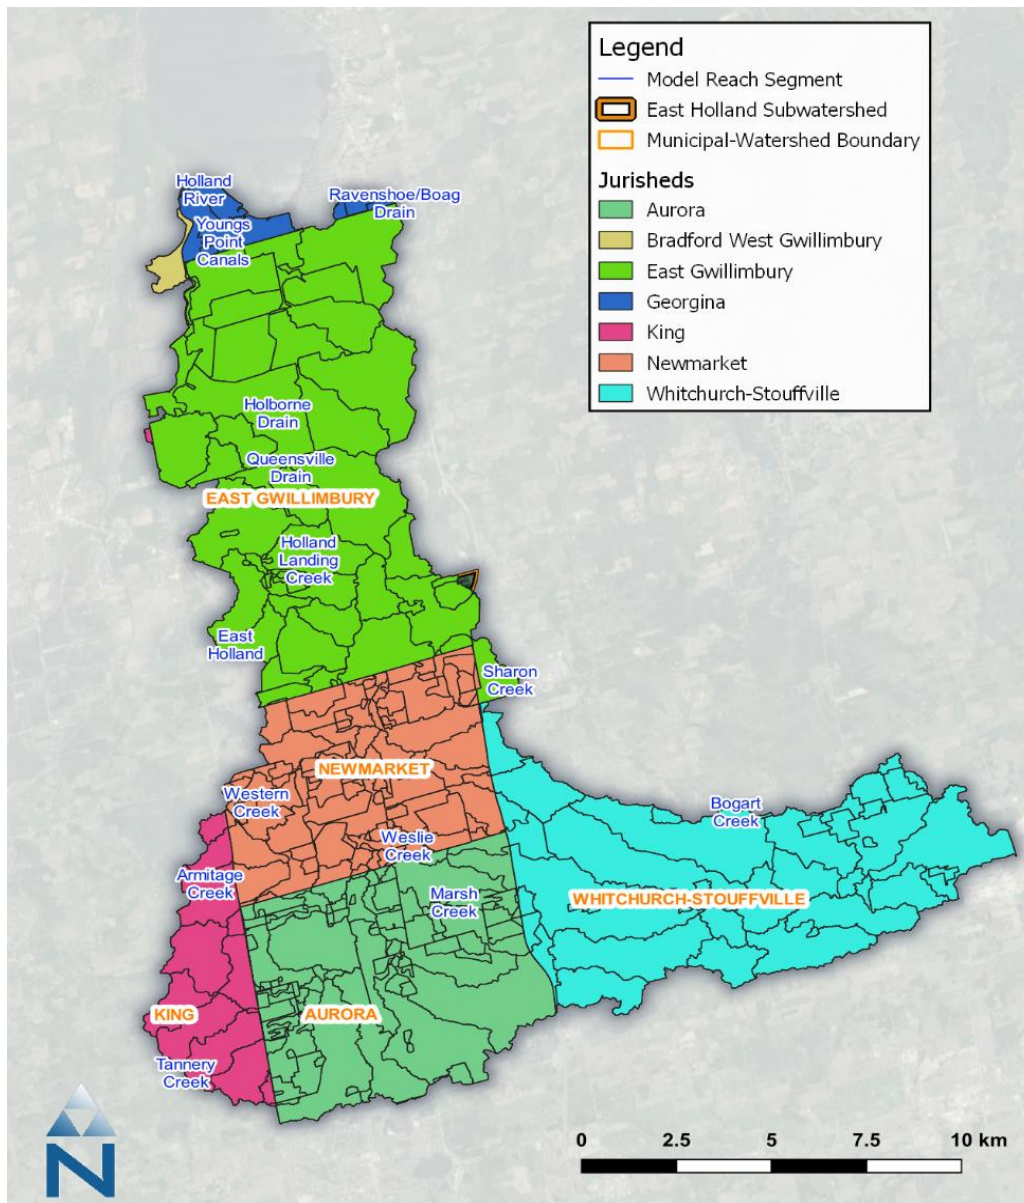 Legend
Model Reach Segment
East Holland Subwatershed
Municipal-Watershed Boundary
Jurisheds
Aurora
Bradford West Gwillimbury
East Gwillimbury
Georgina
King
Newmarket
Whitchurch-Stouffville
Holland
River
Ravenshoe/Boag
Drain
Youngs
Point
Canals
Holborne
Drain
Queensville
Drain
EAST GWILLIMBURY
Holland
Landing
Creek
East
Holland
Sharon
Creek
NEWMARKET
Western
Creek
Bogart
Creek
Weslie
Creek
Armitage
Creek
Marsh
Creek
WHITCHURCH-STOUFFVILLE
KING
AURORA
Tannery
Creek
N
0 2.5 5 7.5 10 km